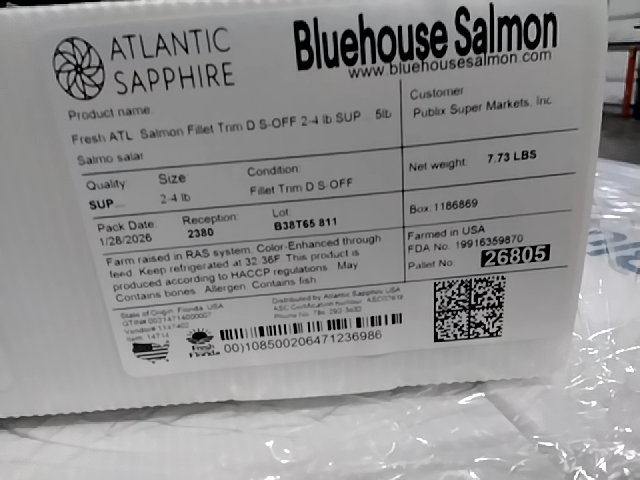 ATLANTIC SAPPHIRE
Bluehouse Salmon
www.bluehousesalmon.com
Product name
Fresh ATL Salmon Fillet Trim D S-OFF 2-4 lb SUP 5lb
Salmo salar
Customer
Publix Super Markets, Inc
Quality:
SUP
Size
2-4 lb
Condition:
Fillet Trim D S-OFF
Net weight: 7.73 LBS
Pack Date:
1/28/2026
Reception:
2380
Lot:
B38T65 811
Box: 1186869
Farm raised in RAS system. Color-Enhanced through
feed. Keep refrigerated at 32-36F. This product is
produced according to HACCP regulations. May
Contains bones. Allergen: Contains fish
Farmed in USA
FDA No. 19916359870
Pallet No. 26805
State of Origin: Florida, USA
Distributed by Atlantic Sapphire USA
Fresh
Florida
00)108500206471236986